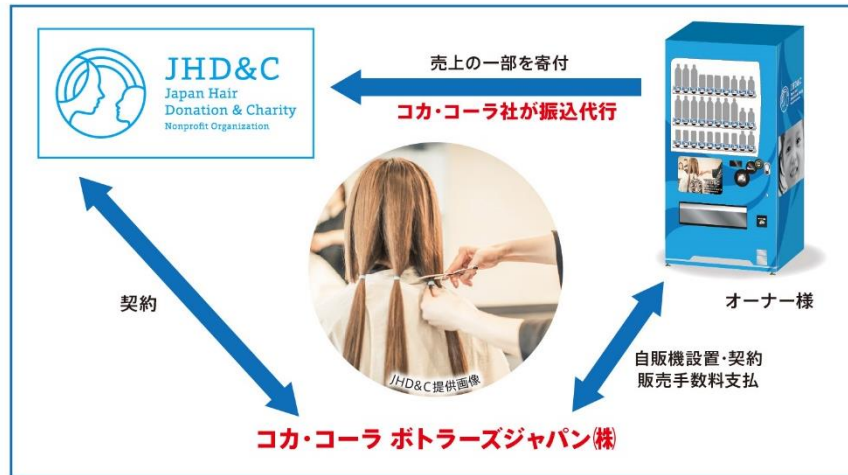 JHD&C
Japan Hair
Donation & Charity
Nonprofit Organization
売上の一部を寄付
コカ・コーラ社が振込代行
契約
JHD&C提供画像
オーナー様
自販機設置・契約
販売手数料支払
コカ・コーラ ボトラーズジャパン㈱